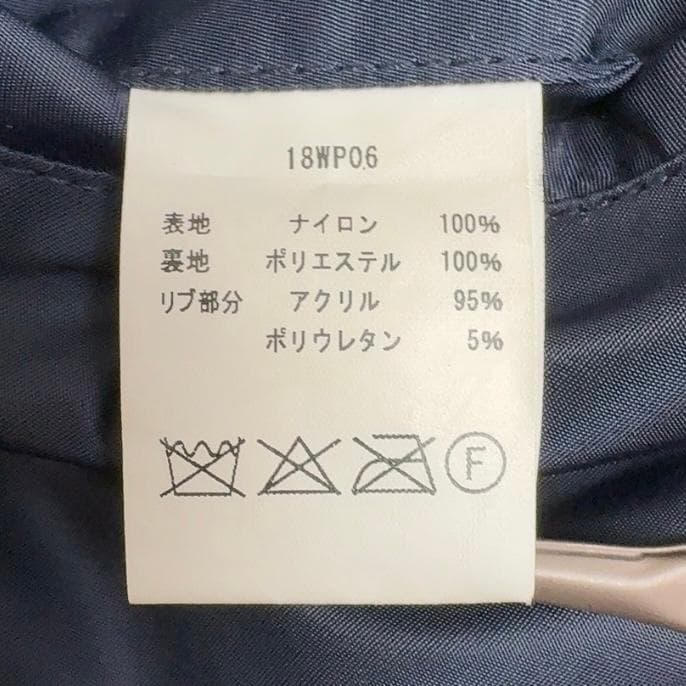 18WP06
表地 ナイロン 100%
裏地 ポリエステル 100%
リブ部分 アクリル 95%
ポリウレタン 5%
F